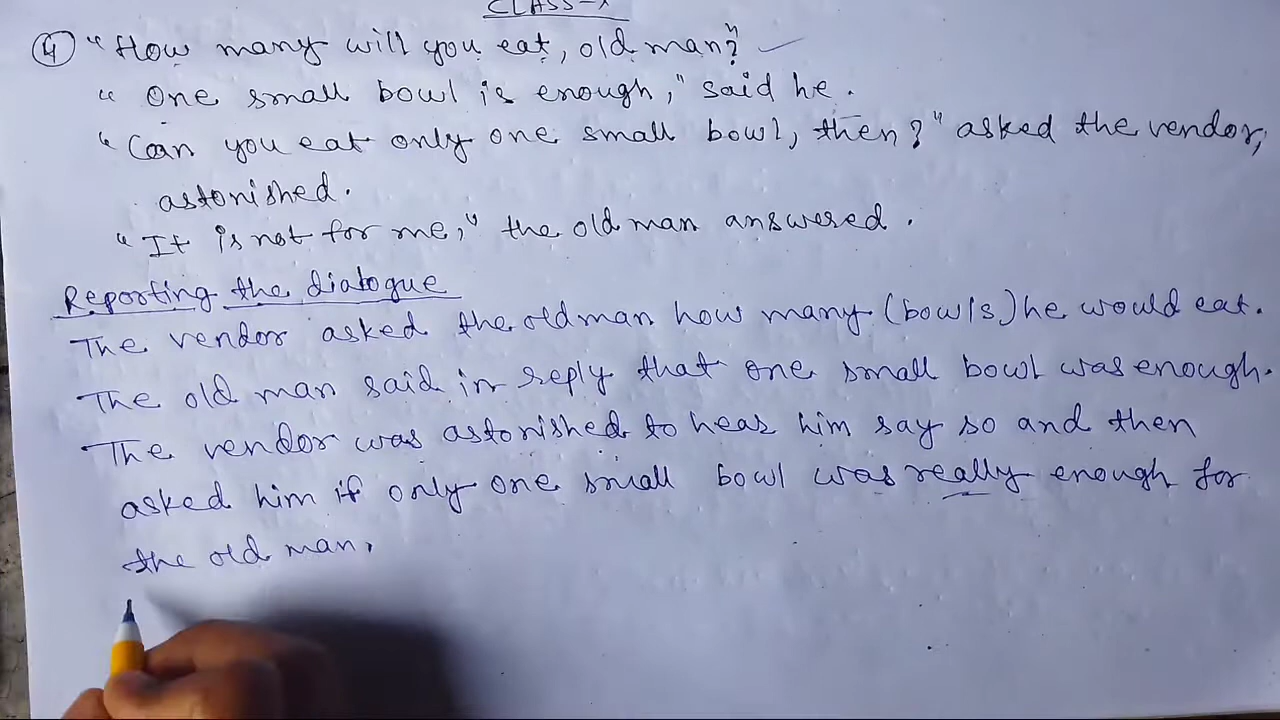 CLASS-X
④ "How many will you eat, old man?"
"One small bowl is enough," said he.
"Can you eat only one small bowl, then?" asked the vendor,
astonished.
"It is not for me," the old man answered.
Reporting the dialogue
The vendor asked the old man how many (bowls) he would eat.
The old man said in reply that one small bowl was enough.
The vendor was astonished to hear him say so and then
asked him if only one small bowl was really enough for
the old man.